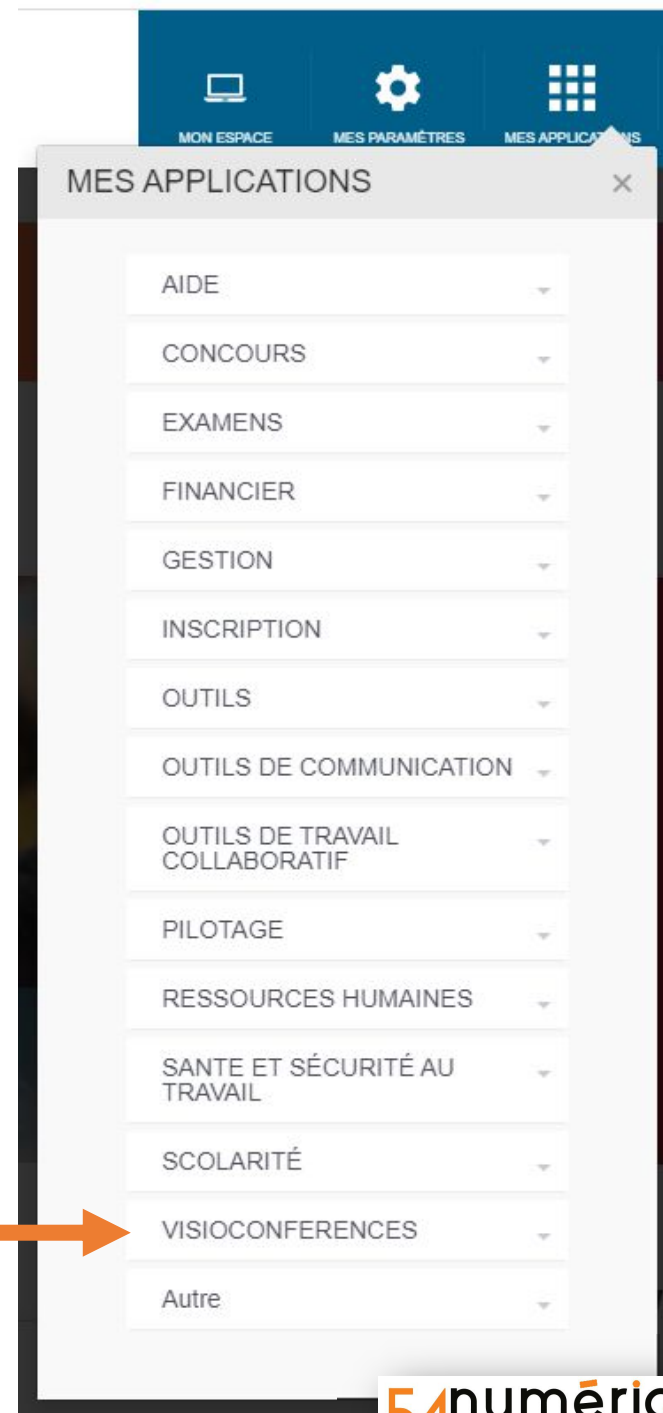 MON ESPACE
MES PARAMÈTRES
MES APPLICATIONS
MES APPLICATIONS
AIDE
CONCOURS
EXAMENS
FINANCIER
GESTION
INSCRIPTION
OUTILS
OUTILS DE COMMUNICATION
OUTILS DE TRAVAIL
COLLABORATIF
PILOTAGE
RESSOURCES HUMAINES
SANTE ET SÉCURITÉ AU
TRAVAIL
SCOLARITÉ
VISIOCONFERENCES
Autre